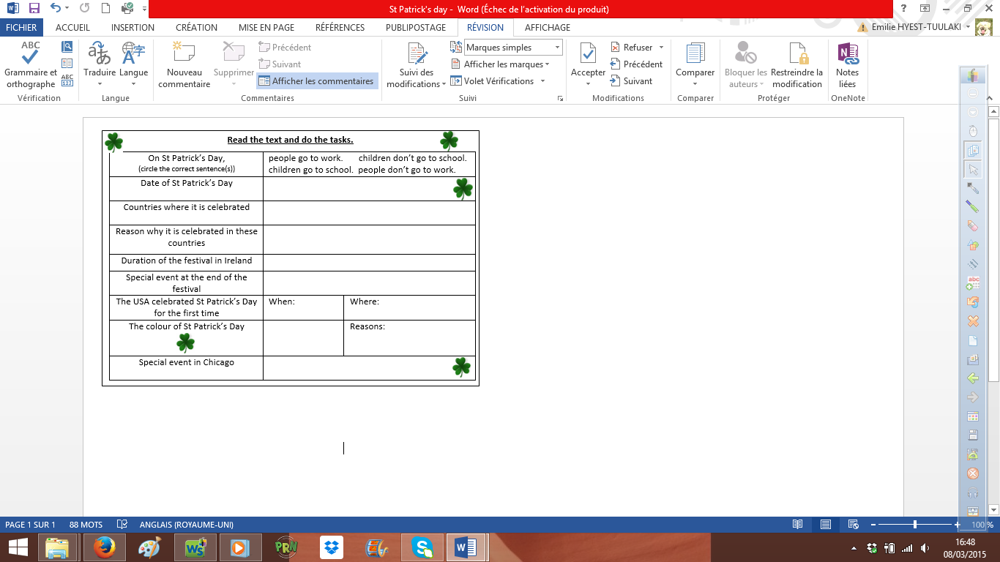 St Patrick's day - Word (Échec de l'activation du produit)
FICHIER ACCUEIL INSERTION CRÉATION MISE EN PAGE RÉFÉRENCES PUBLIPOSTAGE RÉVISION AFFICHAGE Emilie HYEST-TUULAKI
ABC
Grammaire et
orthographe
ABC
123
Vérification
Traduire
Langue
Langue
Nouveau
commentaire
Supprimer
Précédent
Suivant
Afficher les commentaires
Commentaires
Suivi des
modifications
Marques simples
Afficher les marques
Volet Vérifications
Suivi
Accepter
Refuser
Précédent
Suivant
Modifications
Comparer
Comparer
Bloquer les
auteurs
Restreindre la
modification
Protéger
Notes
liées
OneNote
Read the text and do the tasks.
On St Patrick's Day,
(circle the correct sentence(s))
people go to work. children don't go to school.
children go to school. people don't go to work.
Date of St Patrick's Day
Countries where it is celebrated
Reason why it is celebrated in these
countries
Duration of the festival in Ireland
Special event at the end of the
festival
The USA celebrated St Patrick's Day
for the first time
When:
Where:
The colour of St Patrick's Day
Reasons:
Special event in Chicago
abc
PAGE 1 SUR 1 88 MOTS ANGLAIS (ROYAUME-UNI) 100 %
PRN
16:48
08/03/2015